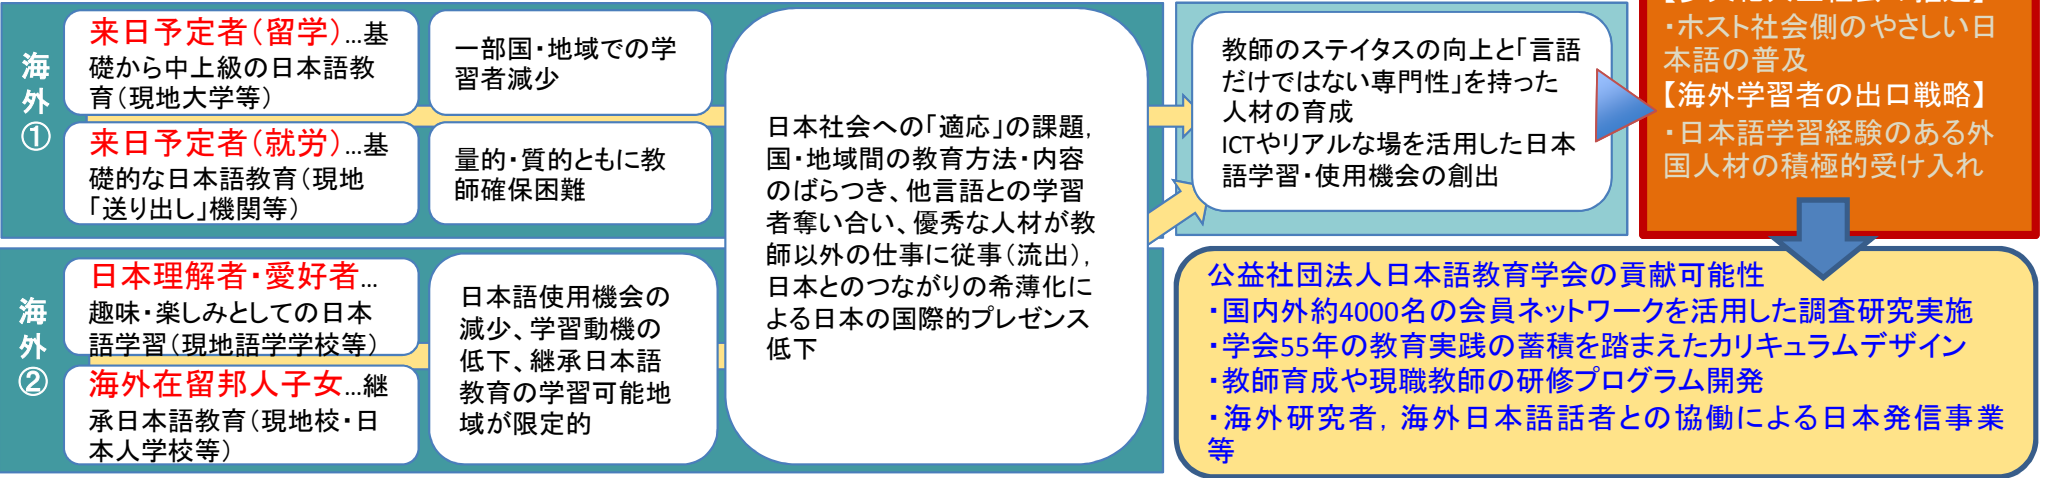 海
外
①
来日予定者(留学)…基
礎から中上級の日本語教
育(現地大学等)
来日予定者(就労)…基
礎的な日本語教育(現地
「送り出し」機関等)
一部国・地域での学
習者減少
量的・質的ともに教
師確保困難
海
外
②
日本理解者・愛好者…
趣味・楽しみとしての日本
語学習(現地語学学校等)
海外在留邦人子女…継
承日本語教育(現地校・日
本人学校等)
日本語使用機会の
減少、学習動機の
低下、継承日本語
教育の学習可能地
域が限定的
日本社会への「適応」の課題,
国・地域間の教育方法・内容
のばらつき、他言語との学習
者奪い合い、優秀な人材が教
師以外の仕事に従事(流出),
日本とのつながりの希薄化に
よる日本の国際的プレゼンス
低下
教師のステイタスの向上と「言語
だけではない専門性」を持った
人材の育成
ICTやリアルな場を活用した日本
語学習・使用機会の創出
・ホスト社会側のやさしい日
本語の普及
【海外学習者の出口戦略】
・日本語学習経験のある外
国人材の積極的受け入れ
公益社団法人日本語教育学会の貢献可能性
・国内外約4000名の会員ネットワークを活用した調査研究実施
・学会55年の教育実践の蓄積を踏まえたカリキュラムデザイン
・教師育成や現職教師の研修プログラム開発
・海外研究者, 海外日本語話者との協働による日本発信事業
等